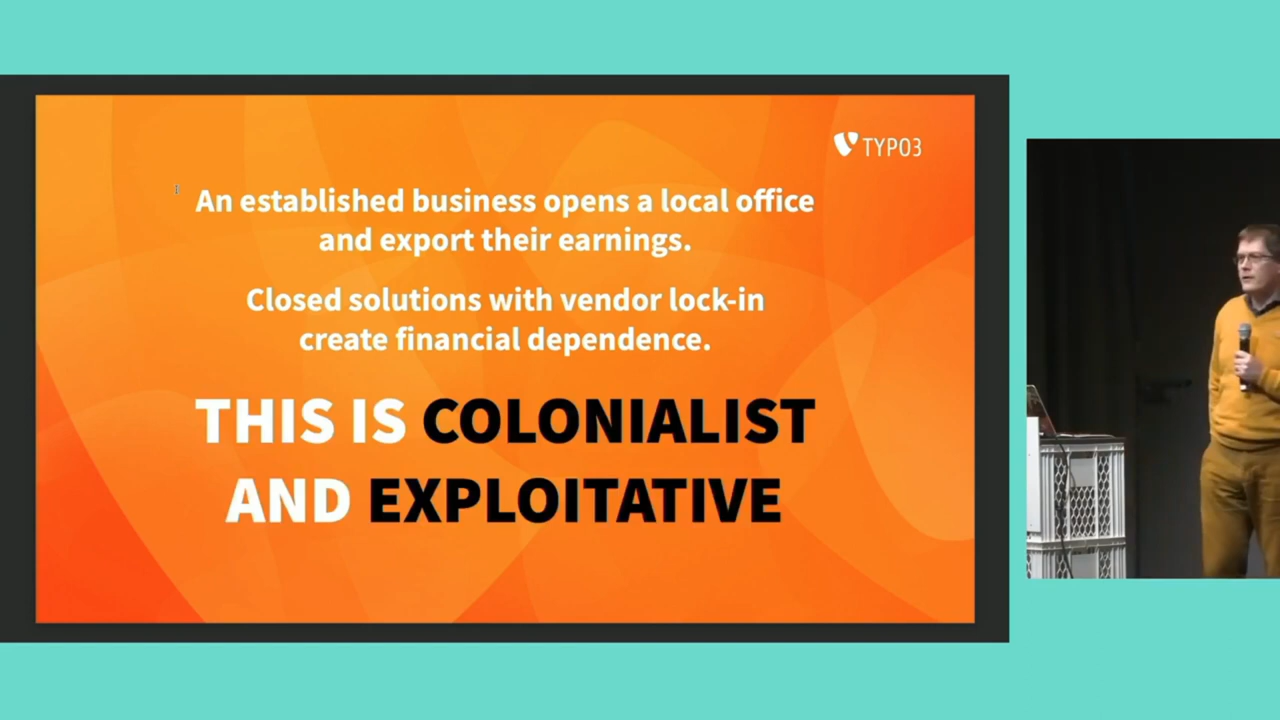 TYPO3
An established business opens a local office
and export their earnings.
Closed solutions with vendor lock-in
create financial dependence.
THIS IS COLONIALIST
AND EXPLOITATIVE